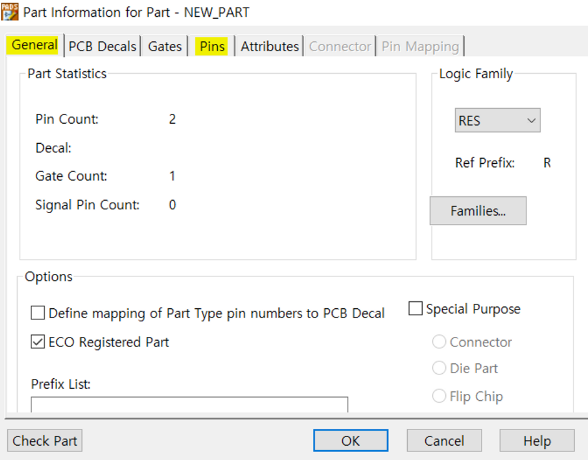 PADS Part Information for Part - NEW_PART
General PCB Decals Gates Pins Attributes Connector Pin Mapping
Part Statistics
Pin Count: 2
Decal:
Gate Count: 1
Signal Pin Count: 0
Logic Family
RES
Ref Prefix: R
Families...
Options
Define mapping of Part Type pin numbers to PCB Decal
ECO Registered Part
Prefix List:
Special Purpose
Connector
Die Part
Flip Chip
Check Part OK Cancel Help